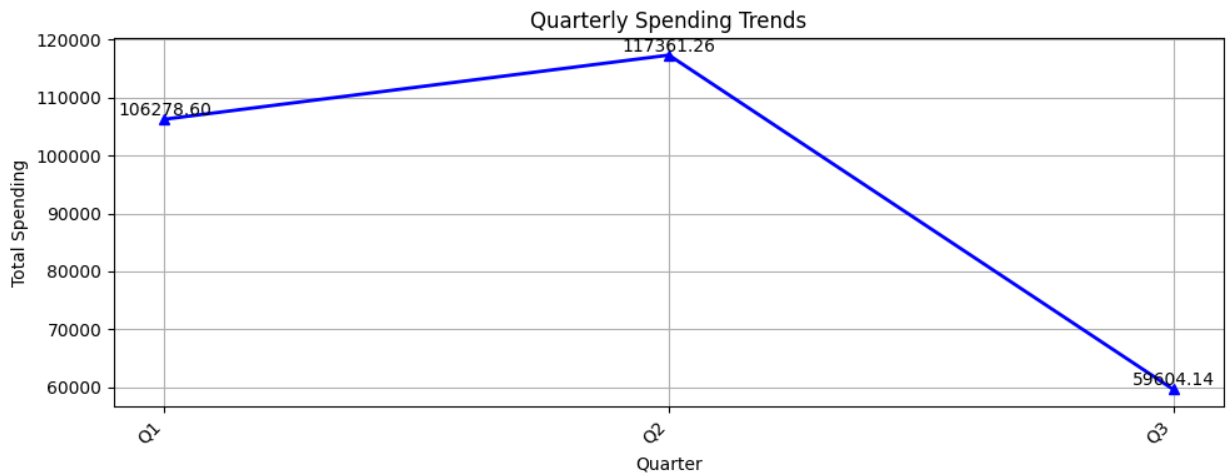 Quarterly Spending Trends
120000
117361.26
110000
106278.60
100000
90000
80000
70000
60000
59604.14
Total Spending
Q1
Q2
Q3
Quarter